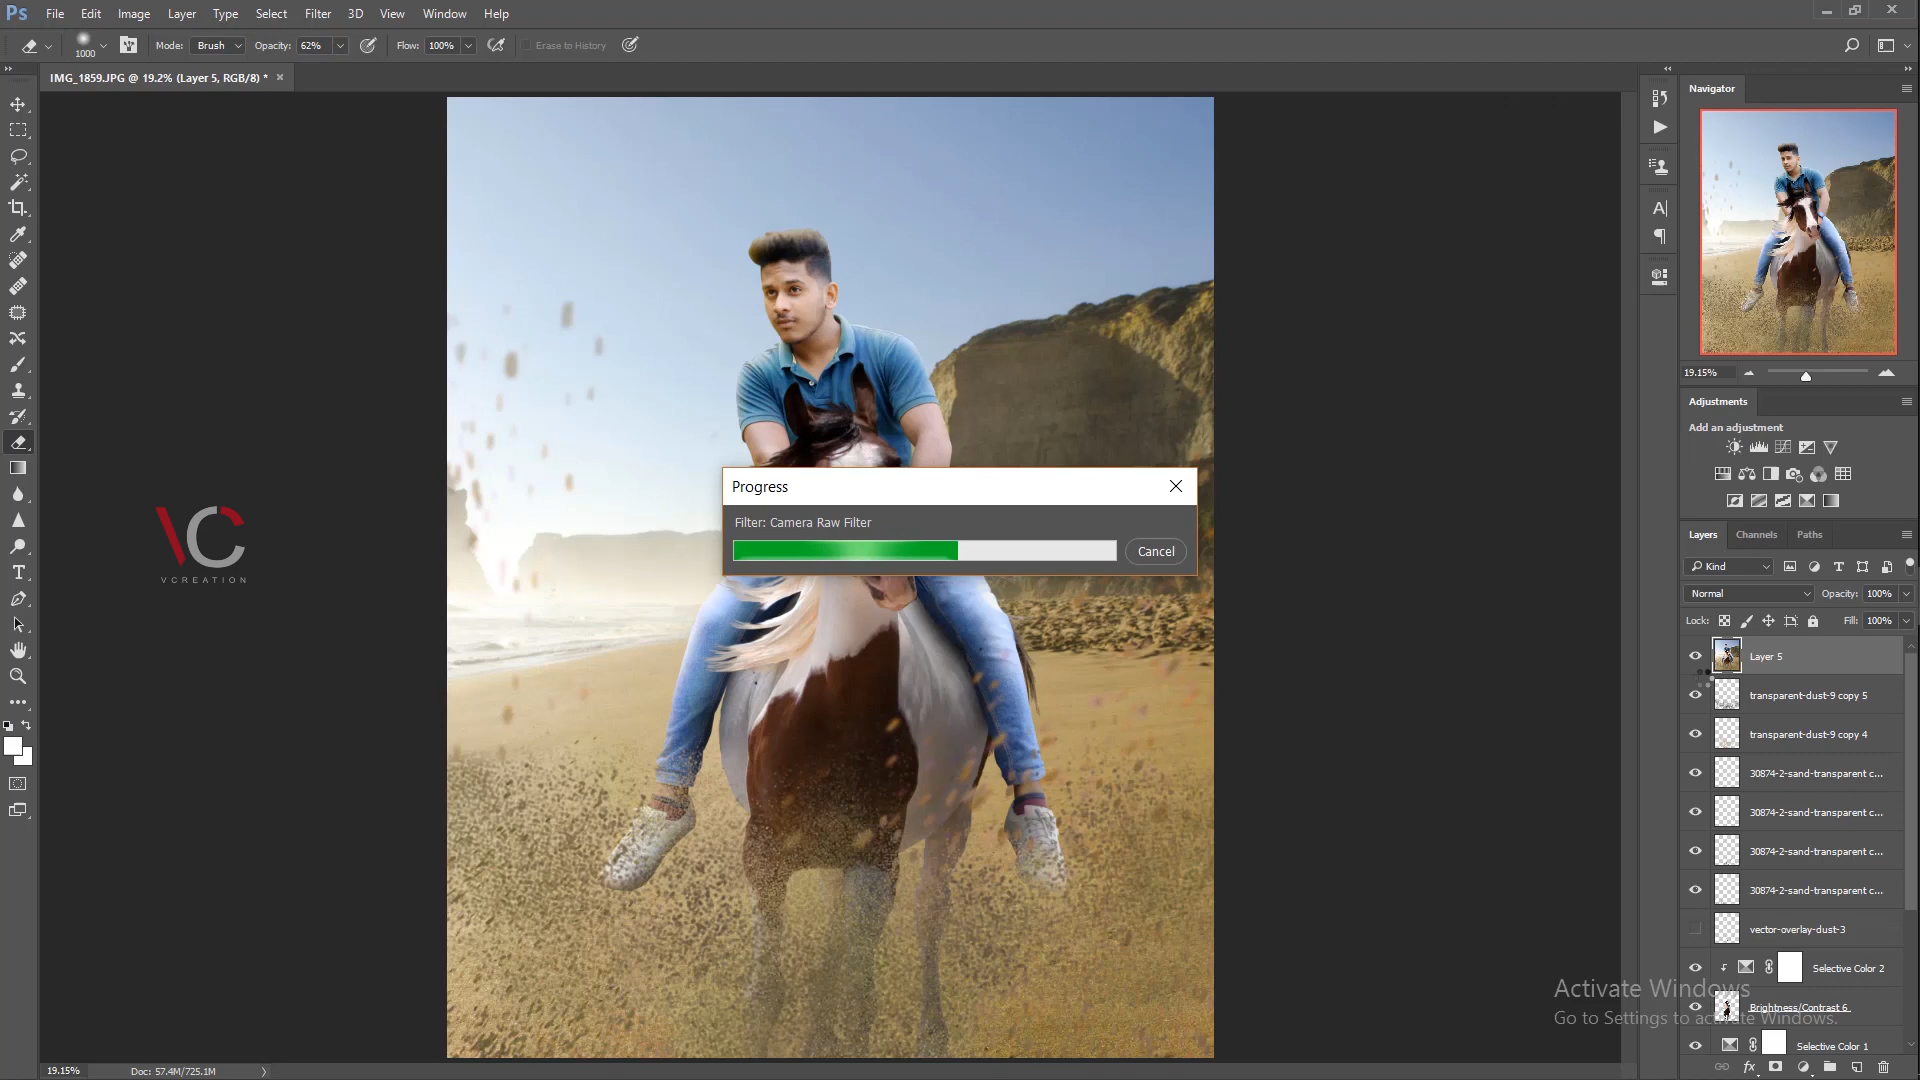 Ps File Edit Image Layer Type Select Filter 3D View Window Help
1000 Mode: Brush Opacity: 62% Flow: 100% Erase to History
IMG_1859.JPG @ 19.2% (Layer 5, RGB/8) *
Navigator
19.15%
Adjustments
Add an adjustment
Layers Channels Paths
Kind
Normal Opacity: 100%
Lock: Fill: 100%
Layer 5
transparent-dust-9 copy 5
transparent-dust-9 copy 4
30874-2-sand-transparent c...
30874-2-sand-transparent c...
30874-2-sand-transparent c...
30874-2-sand-transparent c...
vector-overlay-dust-3
Selective Color 2
Brightness/Contrast 6
Selective Color 1
Progress
Filter: Camera Raw Filter
Cancel
VC
VCREATION
Activate Windows
Go to Settings to activate Windows.
19.15% Doc: 57.4M/725.1M